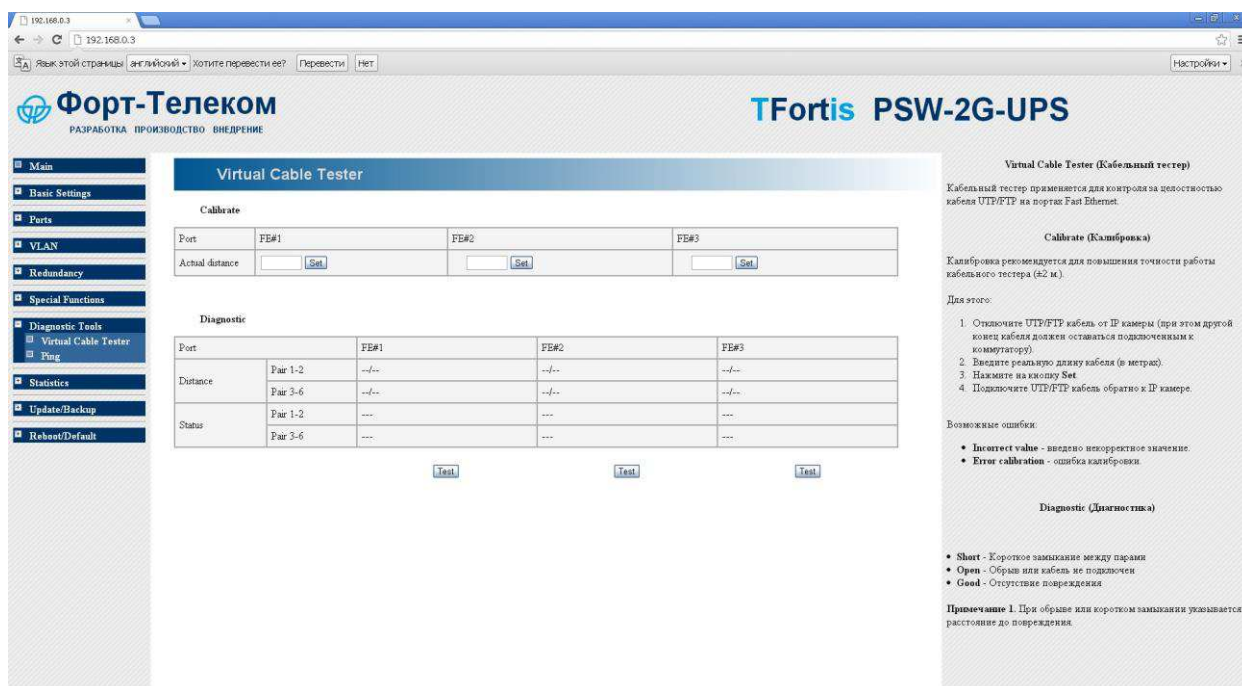 192.168.0.3
192.168.0.3
Язык этой страницы английский Хотите перевести ее? Перевести Нет Настройки
Форт-Телеком
РАЗРАБОТКА ПРОИЗВОДСТВО ВНЕДРЕНИЕ
TFortis PSW-2G-UPS
Main
Basic Settings
Ports
VLAN
Redundancy
Special Functions
Diagnostic Tools
Virtual Cable Tester
Ping
Statistics
Update/Backup
Reboot/Default
Virtual Cable Tester
Calibrate
Port FE#1 FE#2 FE#3
Actual distance Set Set Set
Diagnostic
Port FE#1 FE#2 FE#3
Distance
Pair 1-2 --/-- --/-- --/--
Pair 3-6 --/-- --/-- --/--
Status
Pair 1-2 --- --- ---
Pair 3-6 --- --- ---
Test Test Test
Virtual Cable Tester (Кабельный тестер)
Кабельный тестер применяется для контроля за целостностью
кабеля UTP/FTP на портах Fast Ethernet.
Calibrate (Калибровка)
Калибровка рекомендуется для повышения точности работы
кабельного тестера (±2 м.).
Для этого:
1. Отключите UTP/FTP кабель от IP камеры (при этом другой
конец кабеля должен оставаться подключенным к
коммутатору).
2. Введите реальную длину кабеля (в метрах).
3. Нажмите на кнопку Set
4. Подключите UTP/FTP кабель обратно к IP камере.
Возможные ошибки:
• Incorrect value - введено некорректное значение.
• Error calibration - ошибка калибровки.
Diagnostic (Диагностика)
• Short - Короткое замыкание между парами
• Open - Обрыв или кабель не подключен
• Good - Отсутствие повреждения
Примечание 1. При обрыве или коротком замыкании указывается
расстояние до повреждения.